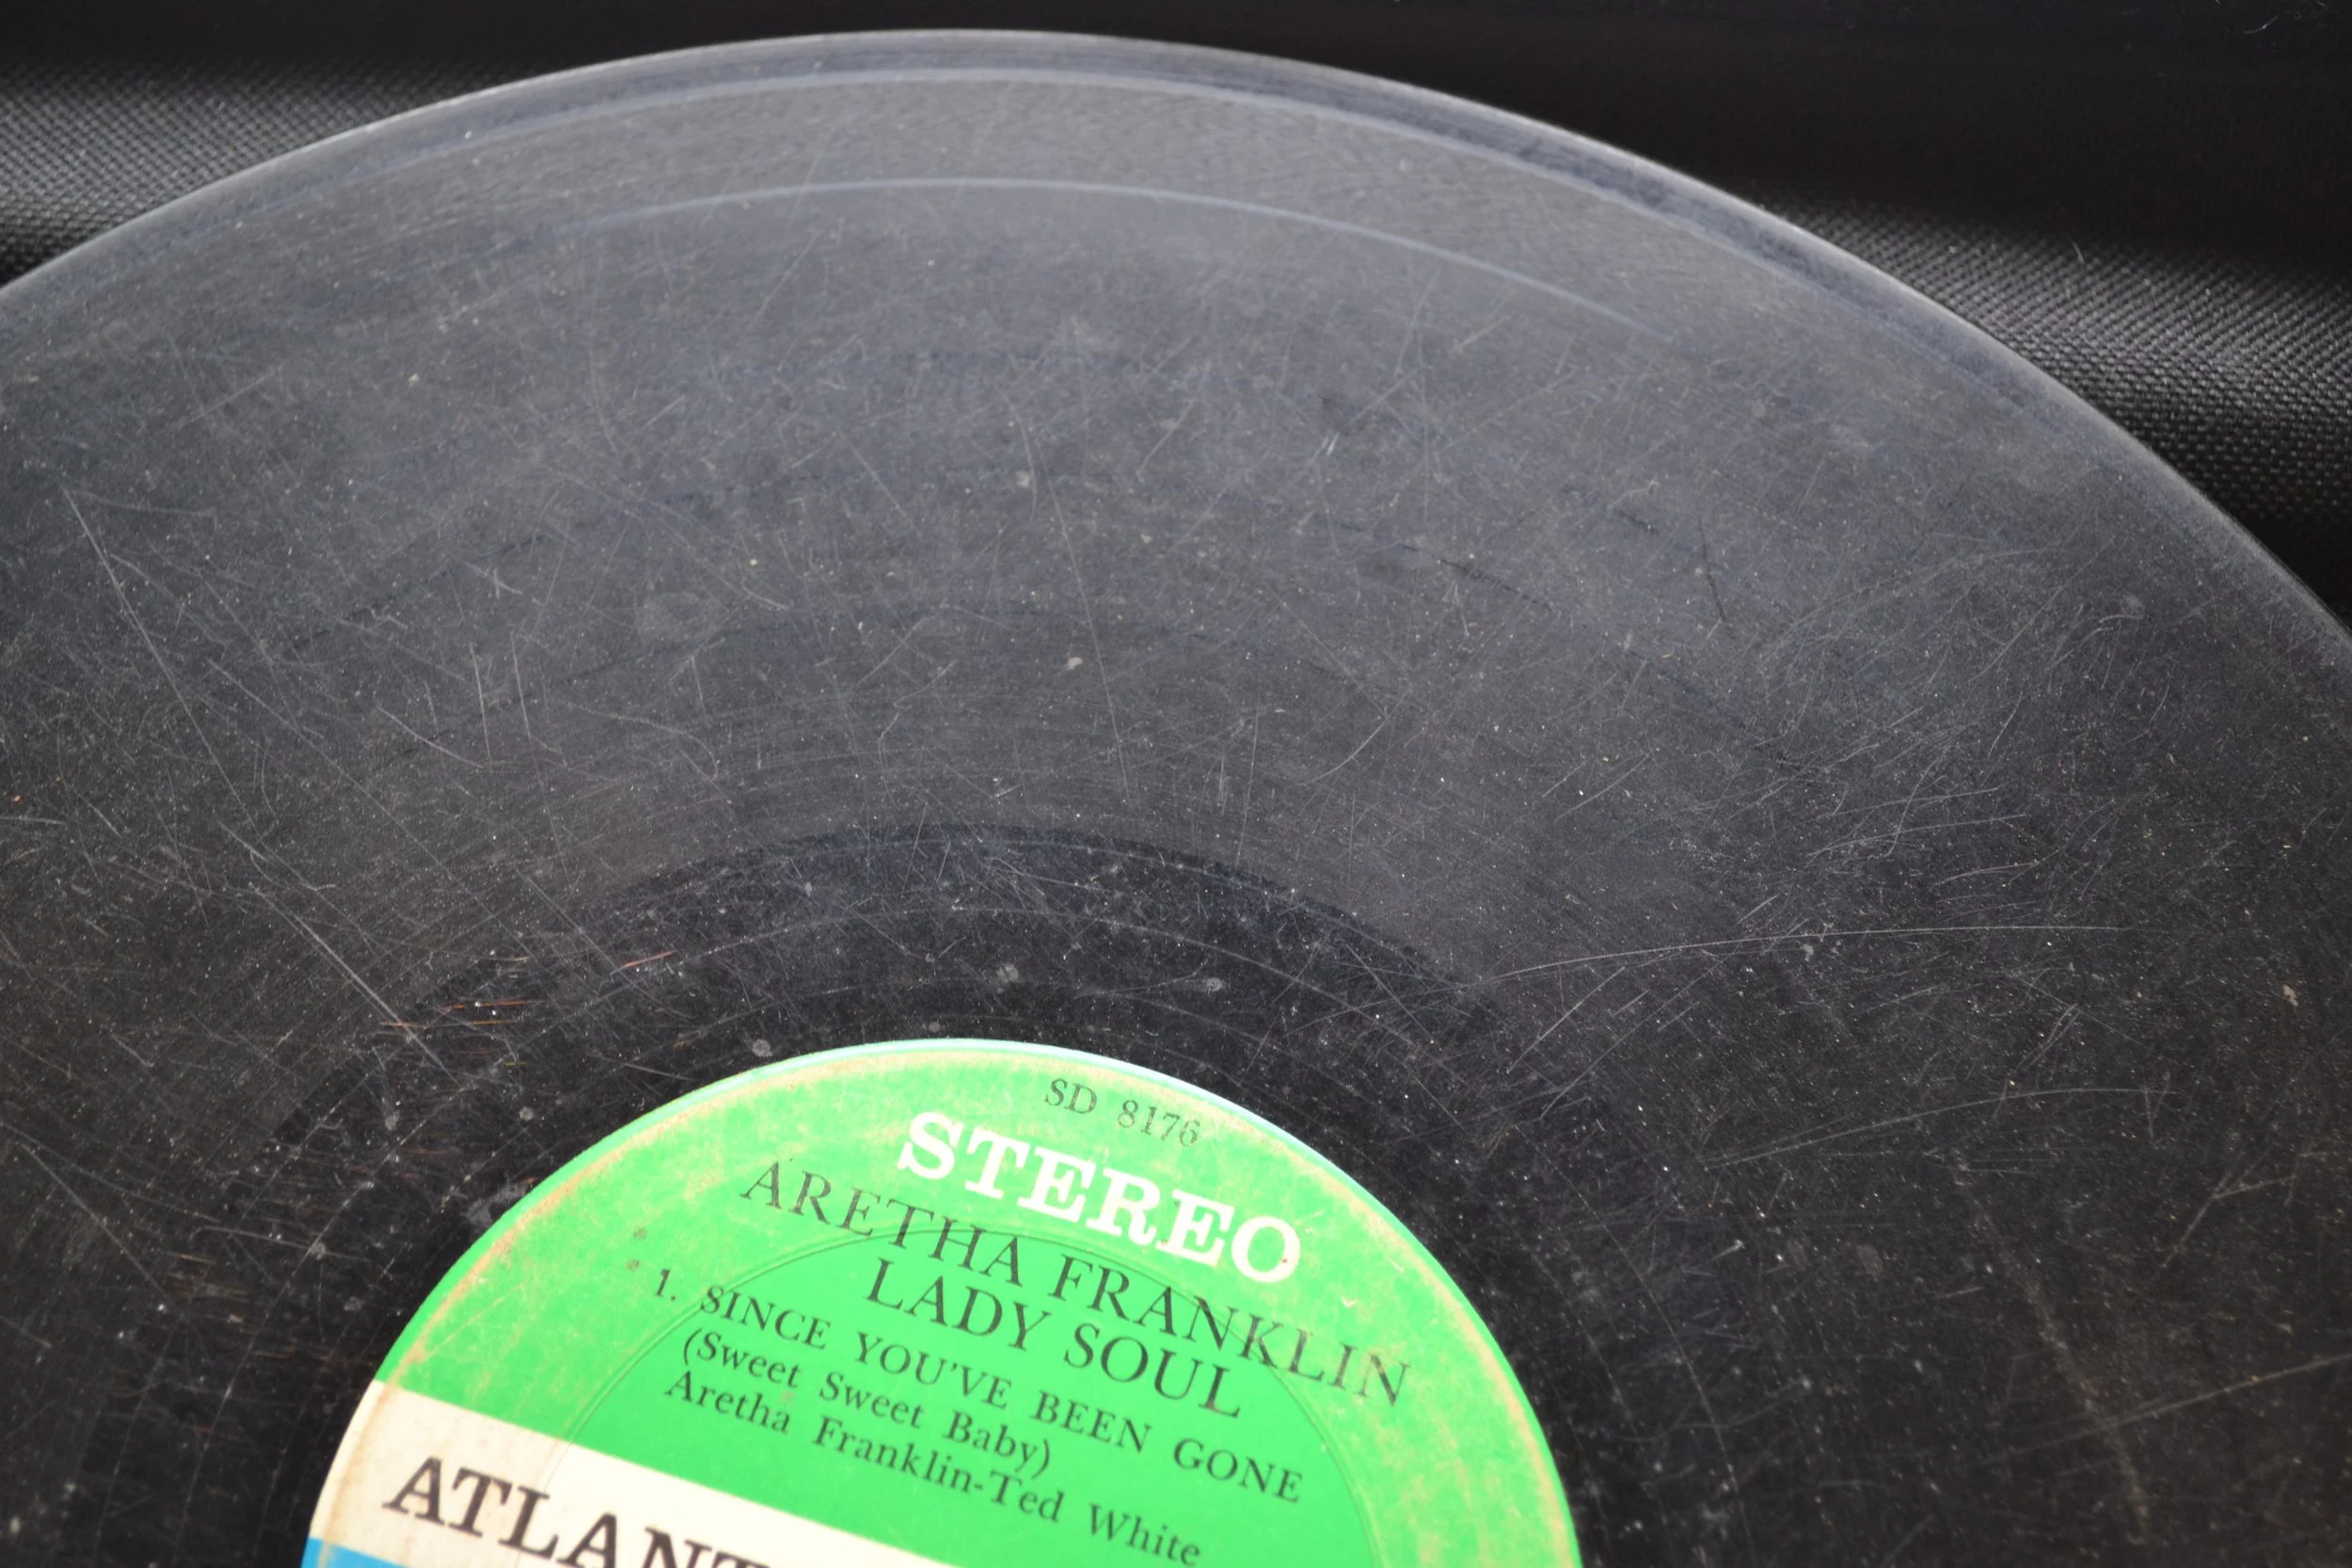 SD 8176
STEREO
ARETHA FRANKLIN
LADY SOUL
1. SINCE YOU'VE BEEN GONE
(Sweet Sweet Baby)
Aretha Franklin-Ted White
ATLANT